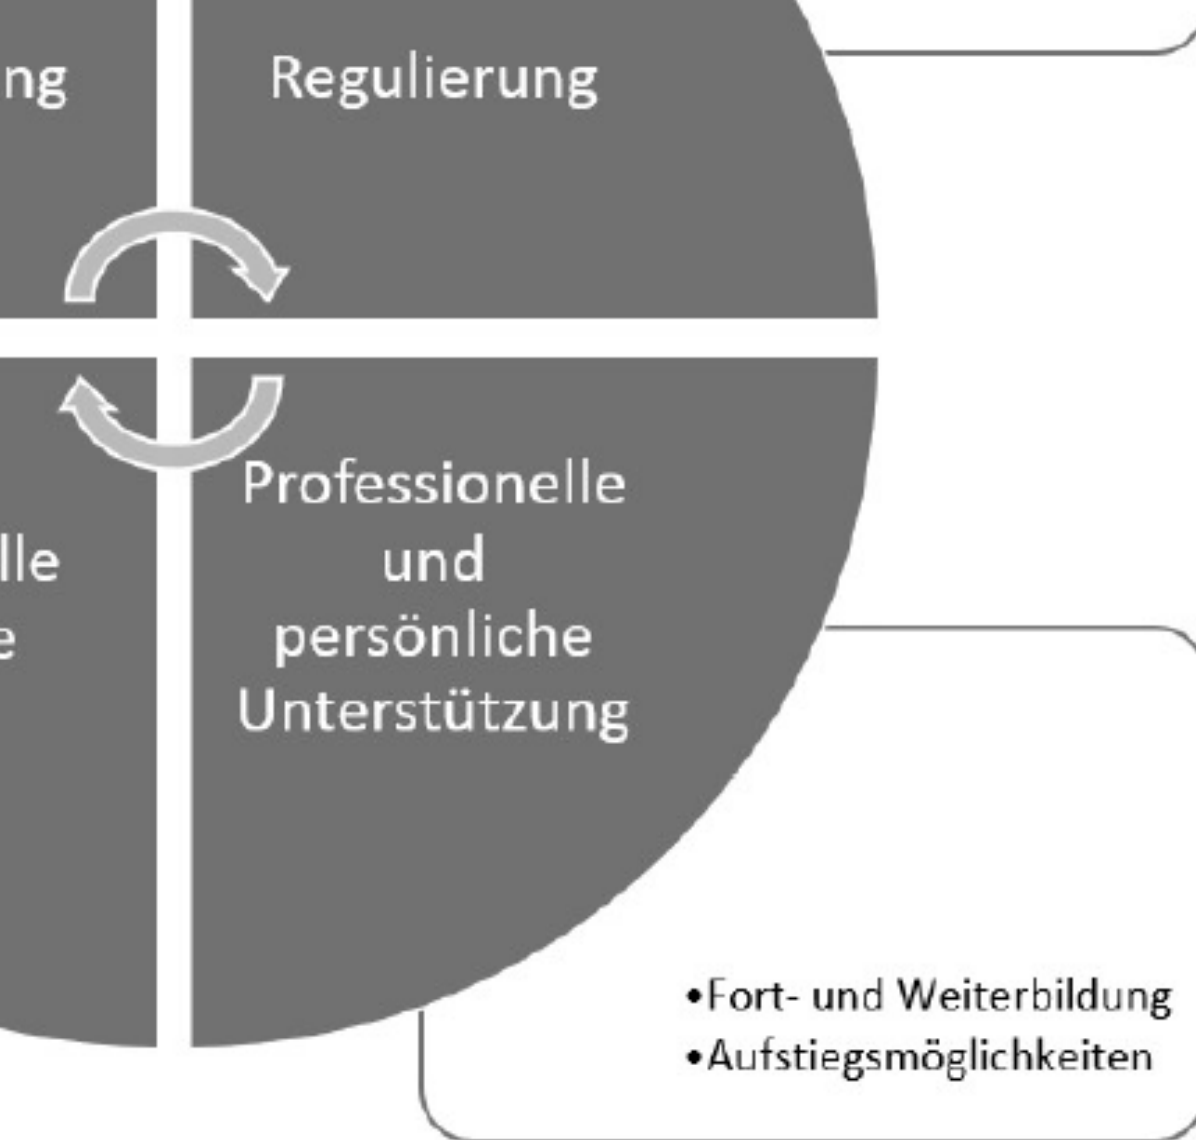 ng
Regulierung
lle
e
Professionelle
und
persönliche
Unterstützung
•Fort- und Weiterbildung
•Aufstiegsmöglichkeiten